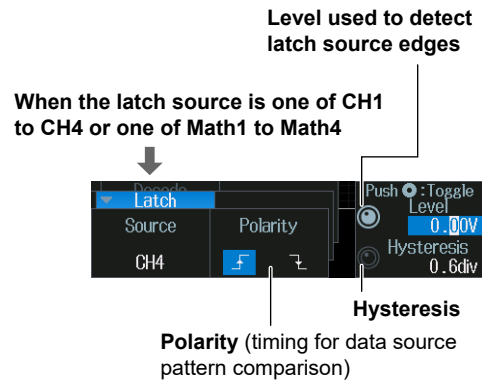 Level used to detect
latch source edges
When the latch source is one of CH1
to CH4 or one of Math1 to Math4
Decode
Latch
Source
Polarity
CH4
Push :Toggle
Level
0.00V
Hysteresis
0.6div
Hysteresis
Polarity (timing for data source
pattern comparison)